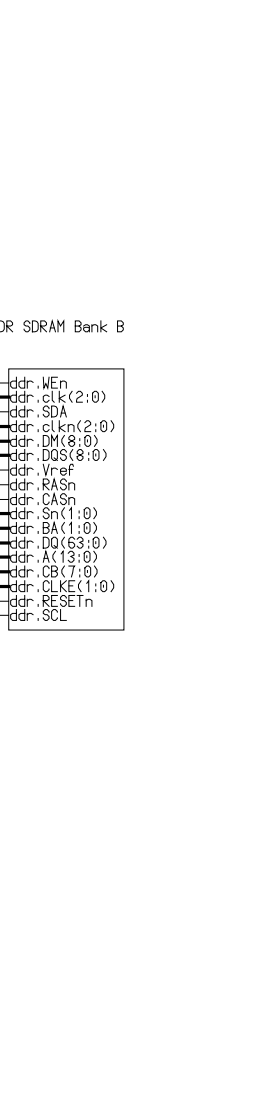 DR SDRAM Bank B
ddr.WEn
ddr.clk(2:0)
ddr.SDA
ddr.clkn(2:0)
ddr.DM(8:0)
ddr.DQS(8:0)
ddr.Vref
ddr.RASn
ddr.CASn
ddr.Sn(1:0)
ddr.BA(1:0)
ddr.DQ(63:0)
ddr.A(13:0)
ddr.CB(7:0)
ddr.CLKE(1:0)
ddr.RESETn
ddr.SCL